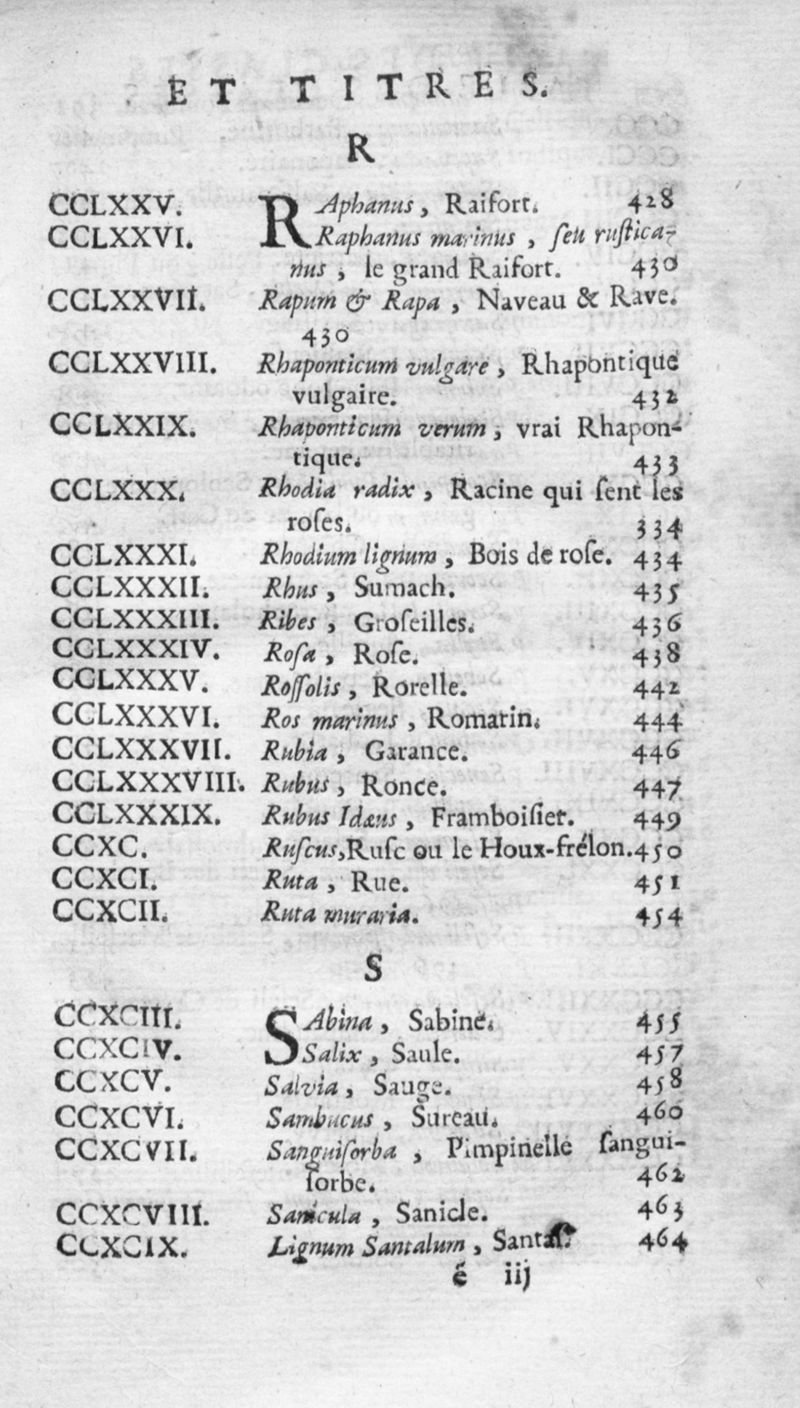 ET TITRES.
R
CCLXXV. RAphanus, Raifort. 428
CCLXXVI. Raphanus marinus, ſeu ruſtica-
nus, le grand Raifort. 430
CCLXXVII. Rapum & Rapa, Naveau & Rave.
430
CCLXXVIII. Rhaponticum vulgare, Rhapontique
vulgaire. 432
CCLXXIX. Rhaponticum verum, vrai Rhapon-
tique. 433
CCLXXX. Rhodia radix, Racine qui ſent les
roſes. 334
CCLXXXI. Rhodium lignum, Bois de roſe. 434
CCLXXXII. Rhus, Sumach. 435
CCLXXXIII. Ribes, Groſeilles. 436
CCLXXXIV. Roſa, Roſe. 438
CCLXXXV. Roſſolis, Rorelle. 442
CCLXXXVI. Ros marinus, Romarin. 444
CCLXXXVII. Rubia, Garance. 446
CCLXXXVIII. Rubus, Ronce. 447
CCLXXXIX. Rubus Idæus, Framboiſier. 449
CCXC. Ruſcus, Ruſc ou le Houx-frélon. 450
CCXCI. Ruta, Rue. 451
CCXCII. Ruta muraria. 454
S
CCXCIII. SAbina, Sabine. 455
CCXCIV. Salix, Saule. 457
CCXCV. Salvia, Sauge. 458
CCXCVI. Sambucus, Sureau. 460
CCXCVII. Sanguiſorba, Pimpinelle ſangui-
ſorbe. 462
CCXCVIII. Sanicula, Sanicle. 463
CCXCIX. Lignum Santalum, 464
é iij